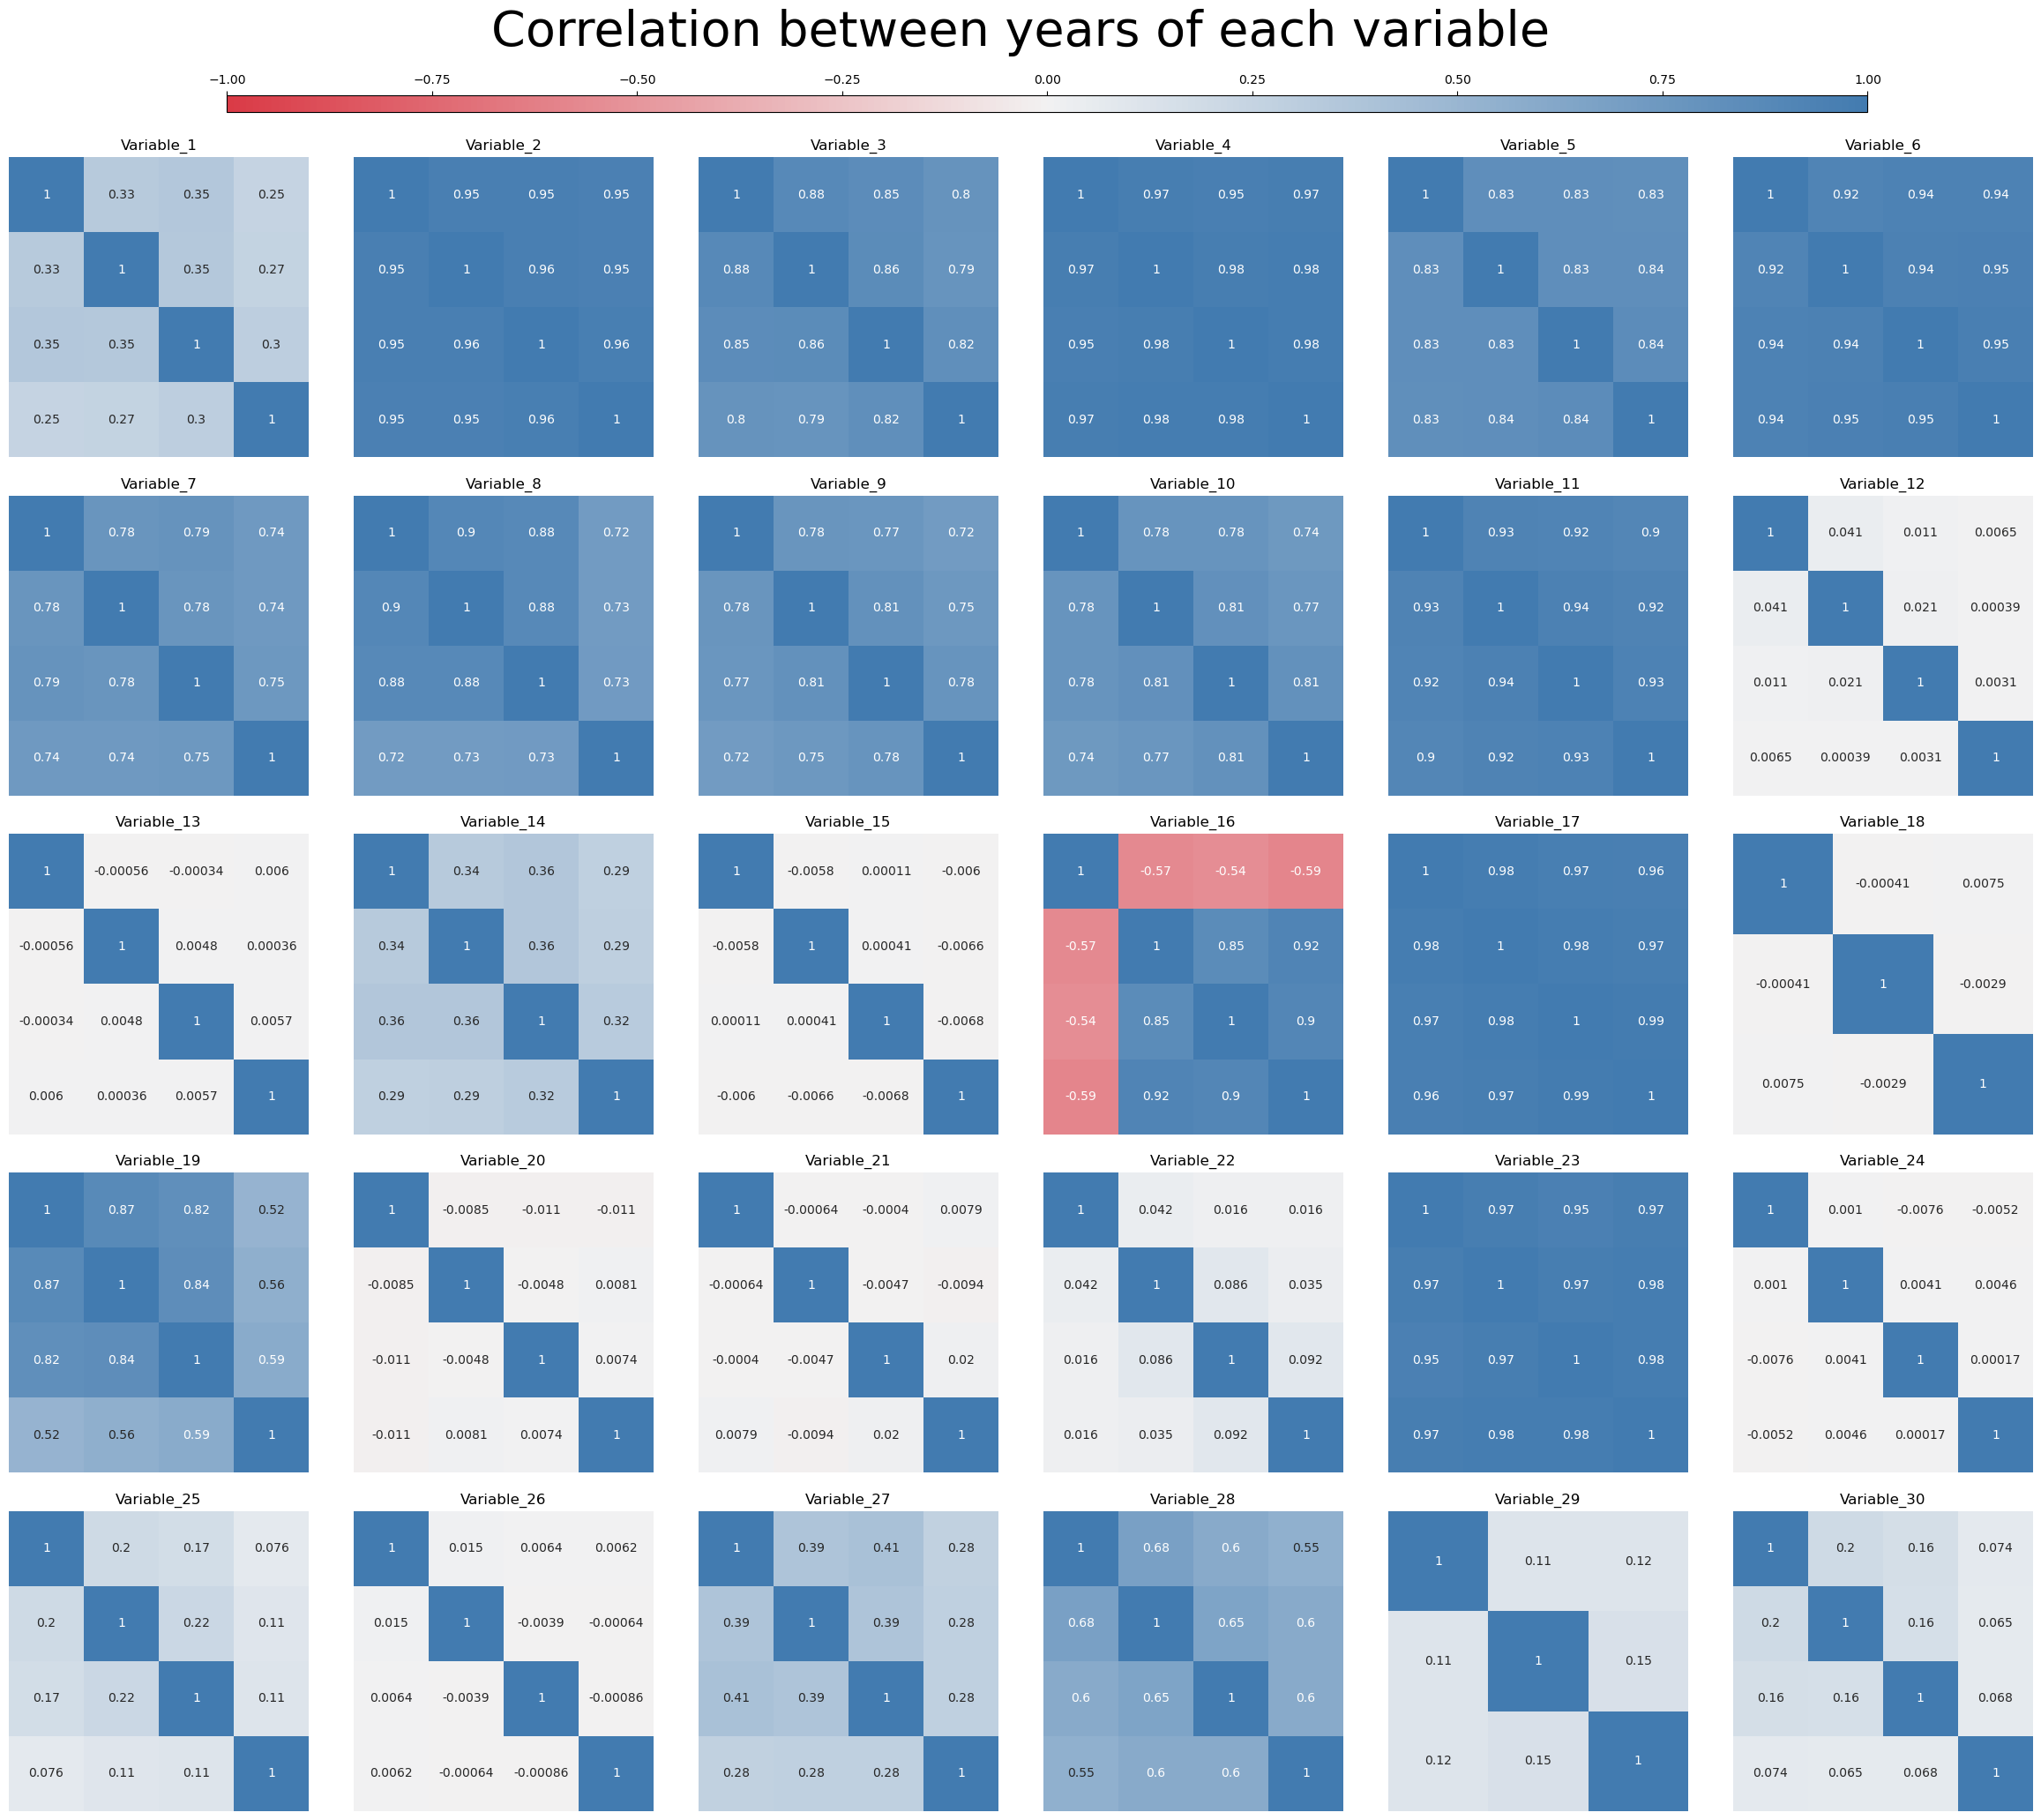 Correlation between years of each variable
−1.00 −0.75 −0.50 −0.25 0.00 0.25 0.50 0.75 1.00
Variable_1 Variable_2 Variable_3 Variable_4 Variable_5 Variable_6
1 0.33 0.35 0.25 1 0.95 0.95 0.95 1 0.88 0.85 0.8 1 0.97 0.95 0.97 1 0.83 0.83 0.83 1 0.92 0.94 0.94
0.33 1 0.35 0.27 0.95 1 0.96 0.95 0.88 1 0.86 0.79 0.97 1 0.98 0.98 0.83 1 0.83 0.84 0.92 1 0.94 0.95
0.35 0.35 1 0.3 0.95 0.96 1 0.96 0.85 0.86 1 0.82 0.95 0.98 1 0.98 0.83 0.83 1 0.84 0.94 0.94 1 0.95
0.25 0.27 0.3 1 0.95 0.95 0.96 1 0.8 0.79 0.82 1 0.97 0.98 0.98 1 0.83 0.84 0.84 1 0.94 0.95 0.95 1
Variable_7 Variable_8 Variable_9 Variable_10 Variable_11 Variable_12
1 0.78 0.79 0.74 1 0.9 0.88 0.72 1 0.78 0.77 0.72 1 0.78 0.78 0.74 1 0.93 0.92 0.9 1 0.041 0.011 0.0065
0.78 1 0.78 0.74 0.9 1 0.88 0.73 0.78 1 0.81 0.75 0.78 1 0.81 0.77 0.93 1 0.94 0.92 0.041 1 0.021 0.00039
0.79 0.78 1 0.75 0.88 0.88 1 0.73 0.77 0.81 1 0.78 0.78 0.81 1 0.81 0.92 0.94 1 0.93 0.011 0.021 1 0.0031
0.74 0.74 0.75 1 0.72 0.73 0.73 1 0.72 0.75 0.78 1 0.74 0.77 0.81 1 0.9 0.92 0.93 1 0.0065 0.00039 0.0031 1
Variable_13 Variable_14 Variable_15 Variable_16 Variable_17 Variable_18
1 -0.00056 -0.00034 0.006 1 0.34 0.36 0.29 1 -0.0058 0.00011 -0.006 1 -0.57 -0.54 -0.59 1 0.98 0.97 0.96 1 -0.00041 0.0075
-0.00056 1 0.0048 0.00036 0.34 1 0.36 0.29 -0.0058 1 0.00041 -0.0066 -0.57 1 0.85 0.92 0.98 1 0.98 0.97 -0.00041 1 -0.0029
-0.00034 0.0048 1 0.0057 0.36 0.36 1 0.32 0.00011 0.00041 1 -0.0068 -0.54 0.85 1 0.9 0.97 0.98 1 0.99
0.006 0.00036 0.0057 1 0.29 0.29 0.32 1 -0.006 -0.0066 -0.0068 1 -0.59 0.92 0.9 1 0.96 0.97 0.99 1 0.0075 -0.0029 1
Variable_19 Variable_20 Variable_21 Variable_22 Variable_23 Variable_24
1 0.87 0.82 0.52 1 -0.0085 -0.011 -0.011 1 -0.00064 -0.0004 0.0079 1 0.042 0.016 0.016 1 0.97 0.95 0.97 1 0.001 -0.0076 -0.0052
0.87 1 0.84 0.56 -0.0085 1 -0.0048 0.0081 -0.00064 1 -0.0047 -0.0094 0.042 1 0.086 0.035 0.97 1 0.97 0.98 0.001 1 0.0041 0.0046
0.82 0.84 1 0.59 -0.011 -0.0048 1 0.0074 -0.0004 -0.0047 1 0.02 0.016 0.086 1 0.092 0.95 0.97 1 0.98 -0.0076 0.0041 1 0.00017
0.52 0.56 0.59 1 -0.011 0.0081 0.0074 1 0.0079 -0.0094 0.02 1 0.016 0.035 0.092 1 0.97 0.98 0.98 1 -0.0052 0.0046 0.00017 1
Variable_25 Variable_26 Variable_27 Variable_28 Variable_29 Variable_30
1 0.2 0.17 0.076 1 0.015 0.0064 0.0062 1 0.39 0.41 0.28 1 0.68 0.6 0.55 1 0.11 0.12 1 0.2 0.16 0.074
0.2 1 0.22 0.11 0.015 1 -0.0039 -0.00064 0.39 1 0.39 0.28 0.68 1 0.65 0.6 0.11 1 0.15 0.2 1 0.16 0.065
0.17 0.22 1 0.11 0.0064 -0.0039 1 -0.00086 0.41 0.39 1 0.28 0.6 0.65 1 0.6 0.16 0.16 1 0.068
0.076 0.11 0.11 1 0.0062 -0.00064 -0.00086 1 0.28 0.28 0.28 1 0.55 0.6 0.6 1 0.12 0.15 1 0.074 0.065 0.068 1